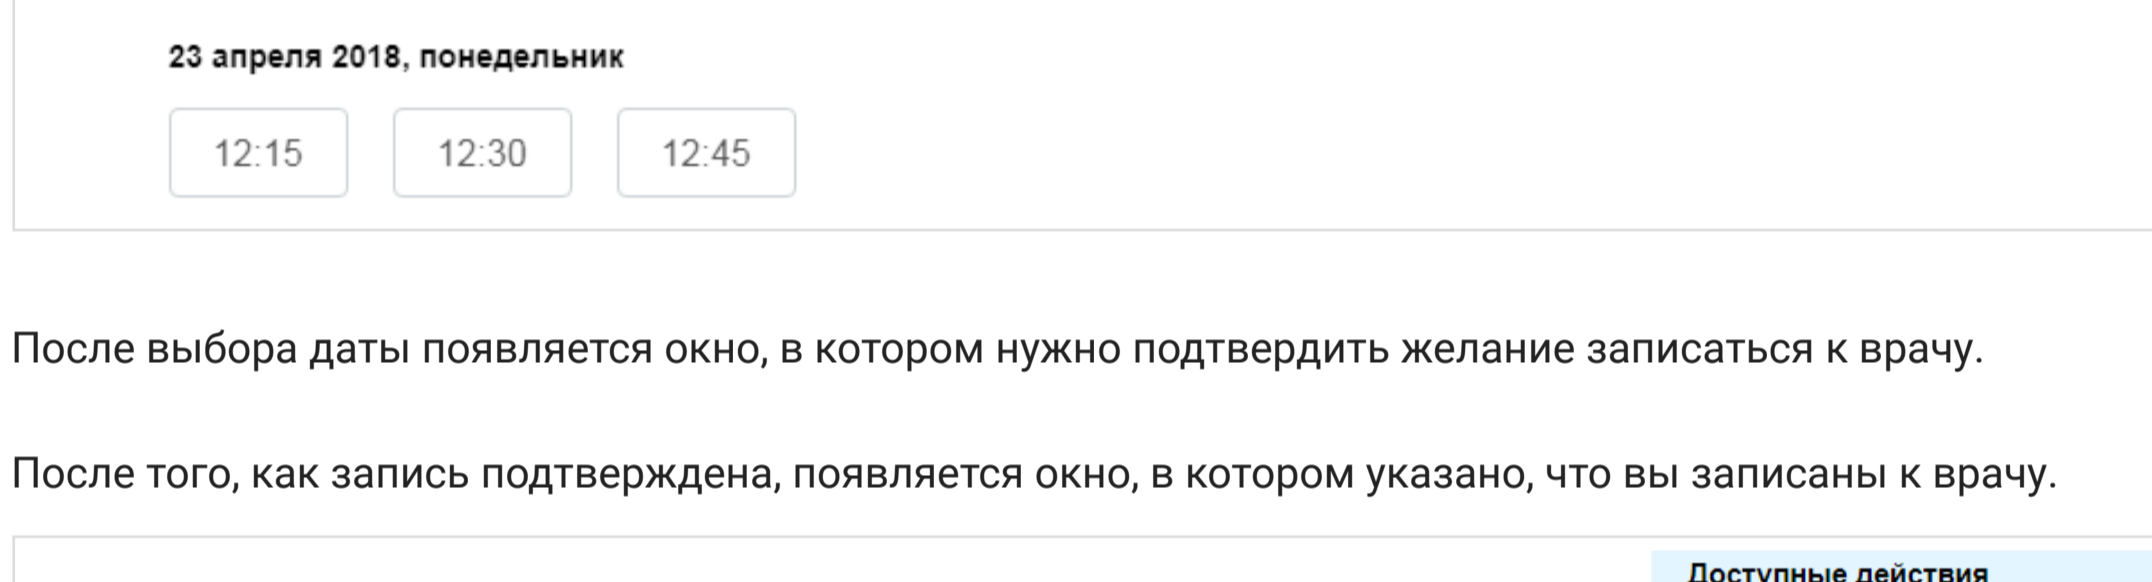 23 апреля 2018, понедельник
12:15 12:30 12:45
После выбора даты появляется окно, в котором нужно подтвердить желание записаться к врачу.
После того, как запись подтверждена, появляется окно, в котором указано, что вы записаны к врачу.
Доступные действия